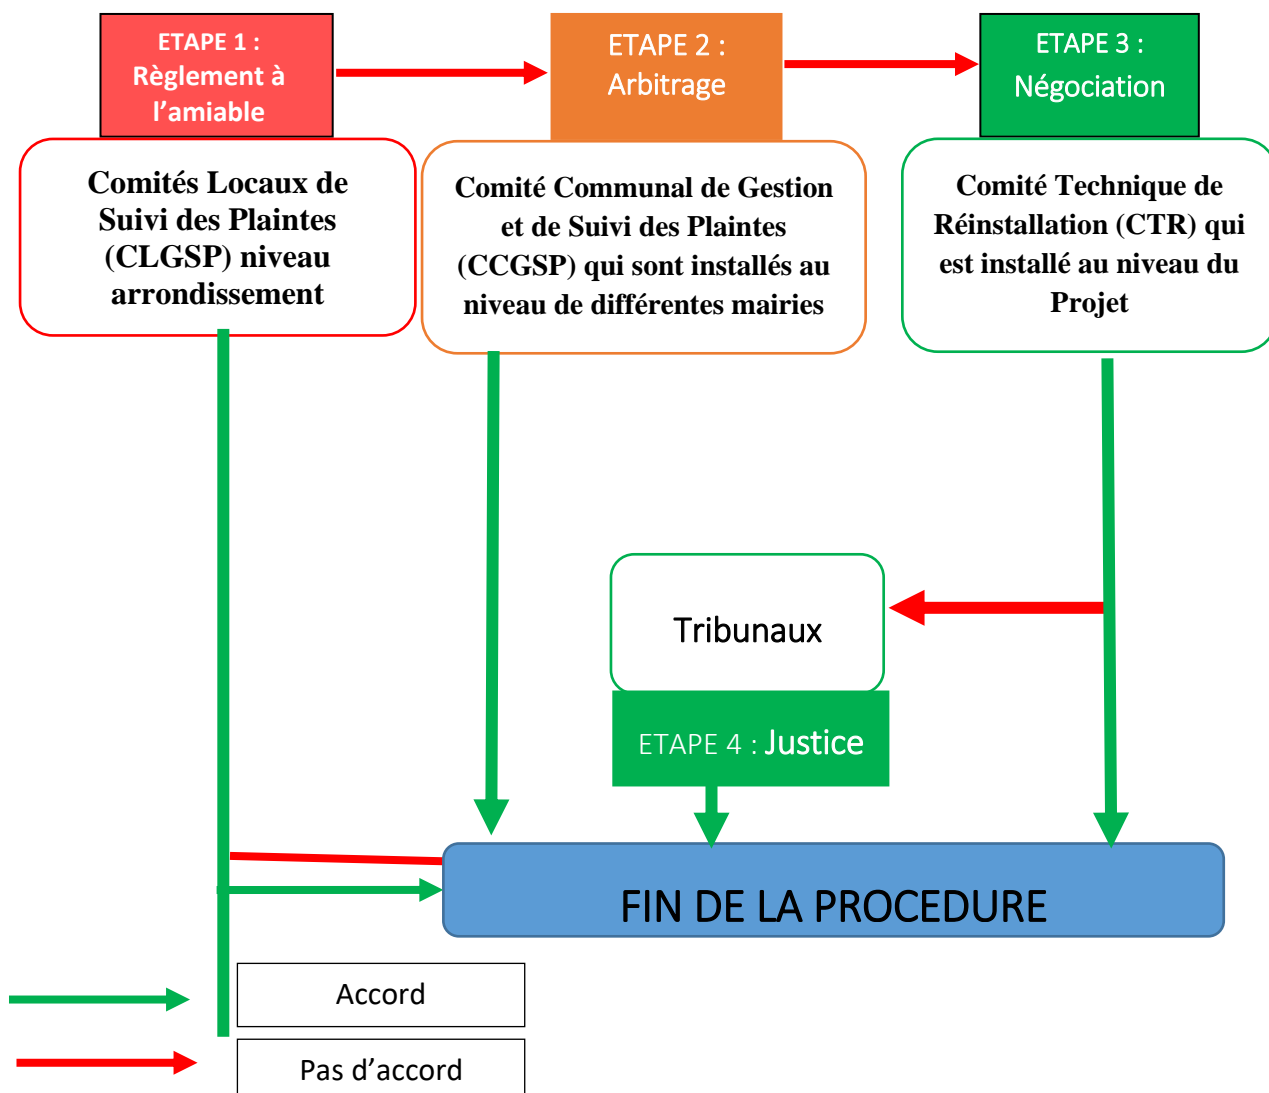 ETAPE 1 :
Règlement à
l’amiable
ETAPE 2 :
Arbitrage
ETAPE 3 :
Négociation
Comités Locaux de
Suivi des Plaintes
(CLGSP) niveau
arrondissement
Comité Communal de Gestion
et de Suivi des Plaintes
(CCGSP) qui sont installés au
niveau de différentes mairies
Comité Technique de
Réinstallation (CTR) qui
est installé au niveau du
Projet
Tribunaux
ETAPE 4 : Justice
FIN DE LA PROCEDURE
Accord
Pas d’accord